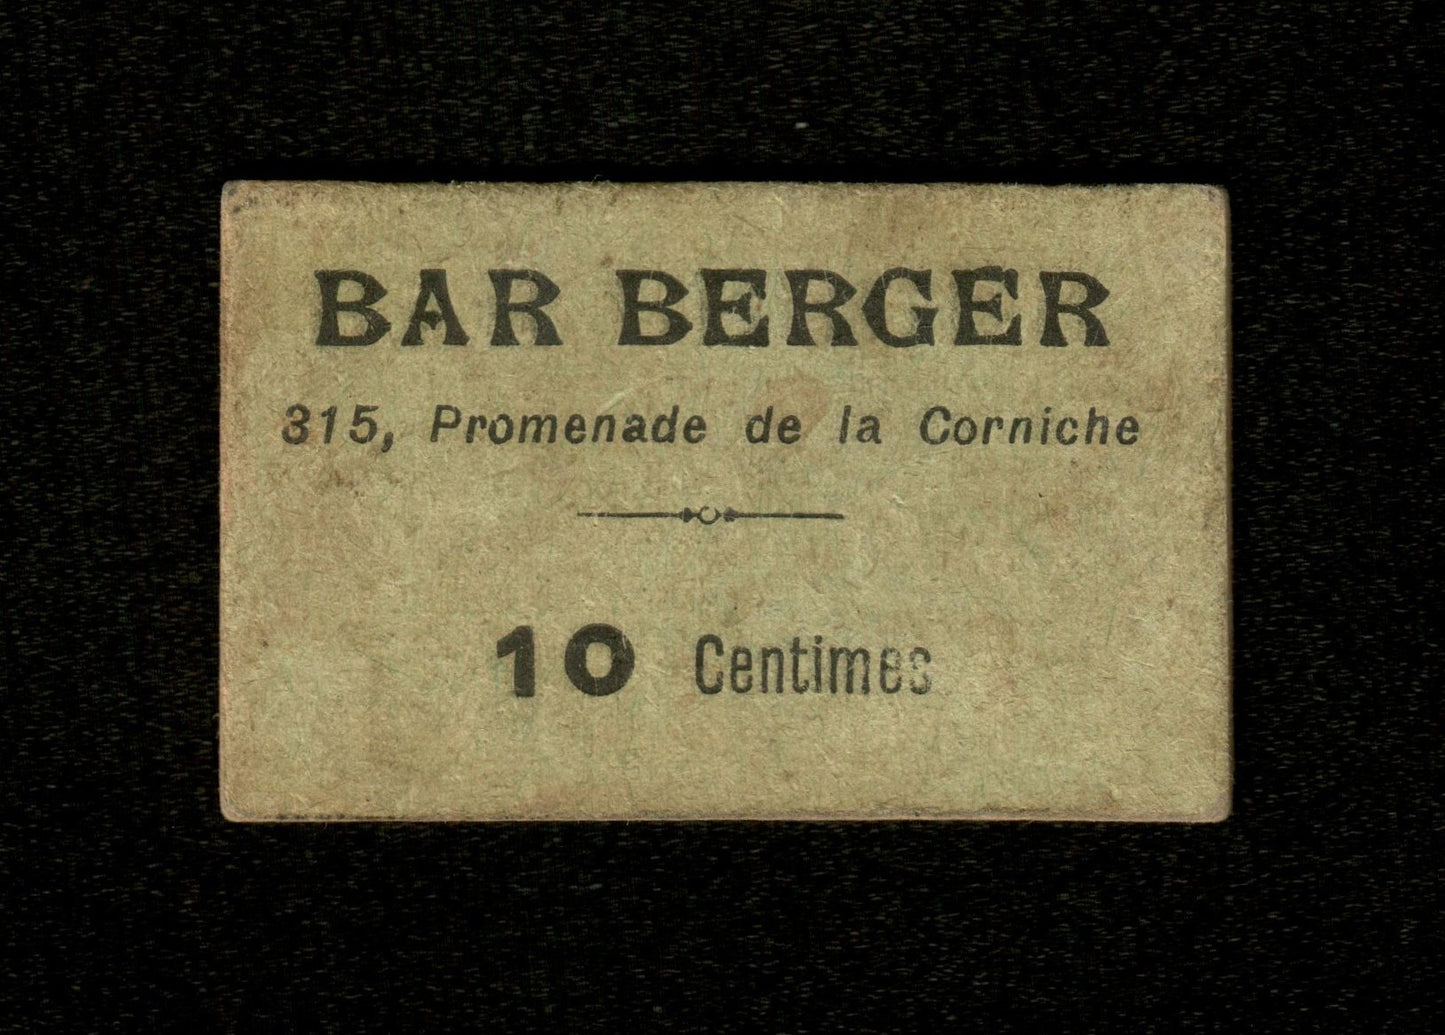 BAR BERGER
315, Promenade de la Corniche
10 Centimes